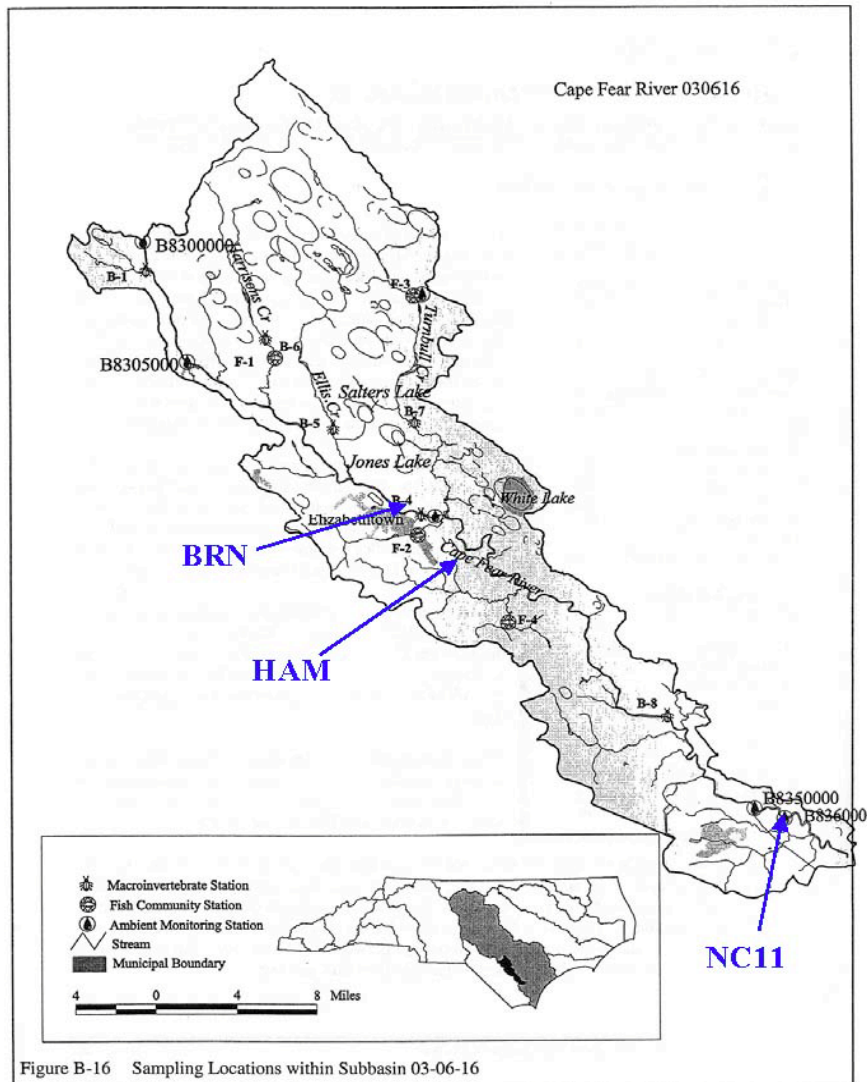 Cape Fear River 030616
B8300000
B-1
Harrisons Cr
F-3
Turnbull Cr
B-6
F-1
B8305000
Ellis Cr
Salters Lake
B-7
B-5
Jones Lake
White Lake
B-4
Ehzabethtown
BRN
F-2
Cape Fear River
F-4
HAM
B-8
B8350000
B836000
Macroinvertebrate Station
Fish Community Station
Ambient Monitoring Station
Stream
Municipal Boundary
4 0 4 8 Miles
NC11
Figure B-16 Sampling Locations within Subbasin 03-06-16